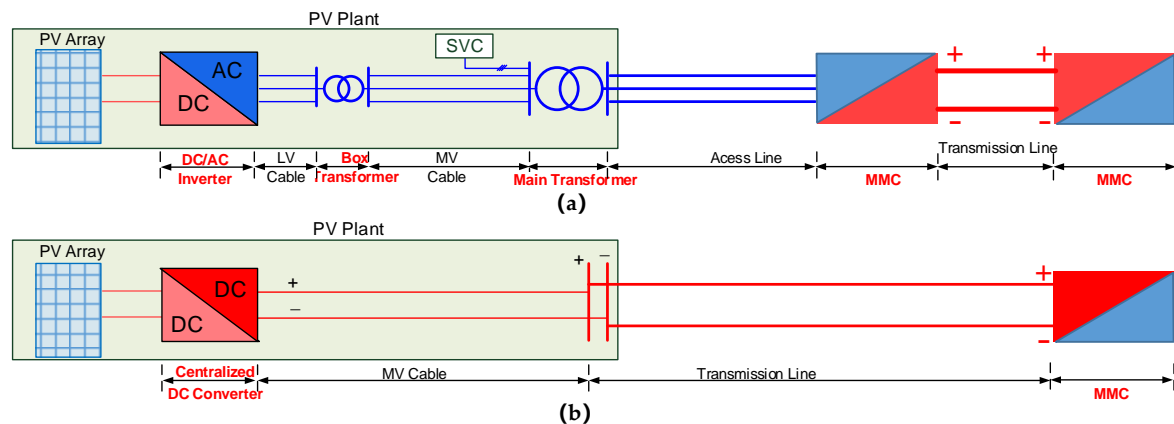 PV Plant
PV Array
SVC
AC
DC
+ +
- -
DC/AC
Inverter
LV
Cable
Box
Transformer
MV
Cable
Main Transformer
Acess Line
MMC
Transmission Line
MMC
(a)
PV Plant
PV Array
DC
DC
+
−
+ −
+
-
Centralized
DC Converter
MV Cable
Transmission Line
MMC
(b)